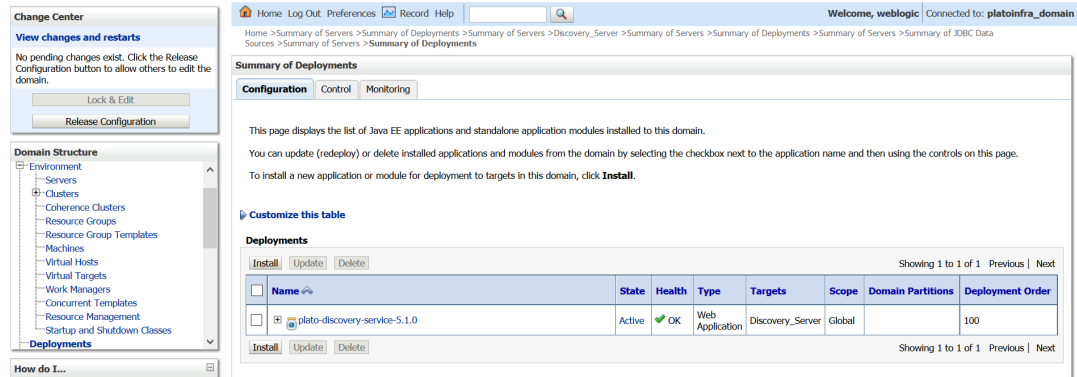 Change Center
View changes and restarts
No pending changes exist. Click the Release
Configuration button to allow others to edit the
domain.
Lock & Edit
Release Configuration
Domain Structure
Environment
Servers
Clusters
Coherence Clusters
Resource Groups
Resource Group Templates
Machines
Virtual Hosts
Virtual Targets
Work Managers
Concurrent Templates
Resource Management
Startup and Shutdown Classes
Deployments
How do I...
Home Log Out Preferences Record Help
Welcome, weblogic Connected to: platoinfra_domain
Home >Summary of Servers >Summary of Deployments >Summary of Servers >Discovery_Server >Summary of Servers >Summary of Deployments >Summary of Servers >Summary of JDBC Data
Sources >Summary of Servers >Summary of Deployments
Summary of Deployments
Configuration Control Monitoring
This page displays the list of Java EE applications and standalone application modules installed to this domain.
You can update (redeploy) or delete installed applications and modules from the domain by selecting the checkbox next to the application name and then using the controls on this page.
To install a new application or module for deployment to targets in this domain, click Install.
Customize this table
Deployments
Install Update Delete Showing 1 to 1 of 1 Previous | Next
Name State Health Type Targets Scope Domain Partitions Deployment Order
plato-discovery-service-5.1.0 Active OK Web Application Discovery_Server Global 100
Install Update Delete Showing 1 to 1 of 1 Previous | Next